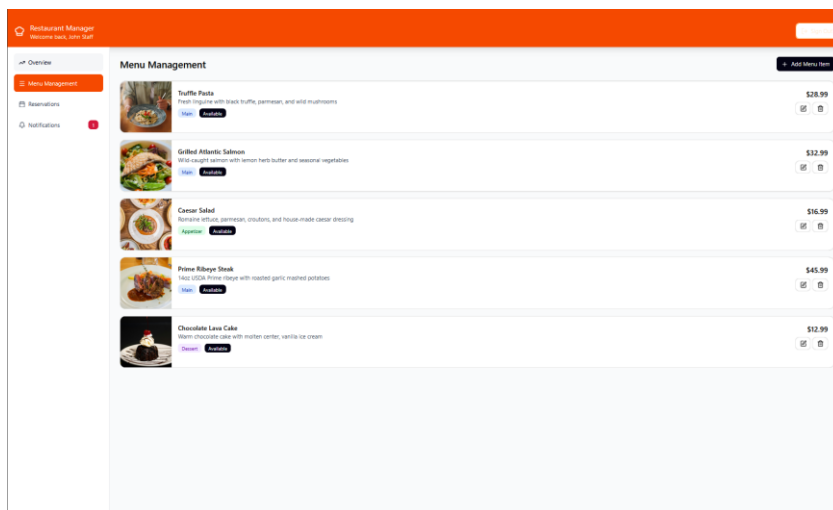 Restaurant Manager
Welcome back, John Staff
Overview
Menu Management
Reservations
Notifications
Menu Management
+ Add Menu Item
Truffle Pasta
$28.99
Fresh linguine with black truffle, parmesan, and wild mushrooms
Main Available
Grilled Atlantic Salmon
$32.99
Wild-caught salmon with lemon herb butter and seasonal vegetables
Main Available
Caesar Salad
$16.99
Romaine lettuce, parmesan, croutons, and house-made caesar dressing
Appetizer Available
Prime Ribeye Steak
$45.99
14oz USDA Prime ribeye with roasted garlic mashed potatoes
Main Available
Chocolate Lava Cake
$12.99
Warm chocolate cake with molten center, vanilla ice cream
Dessert Available